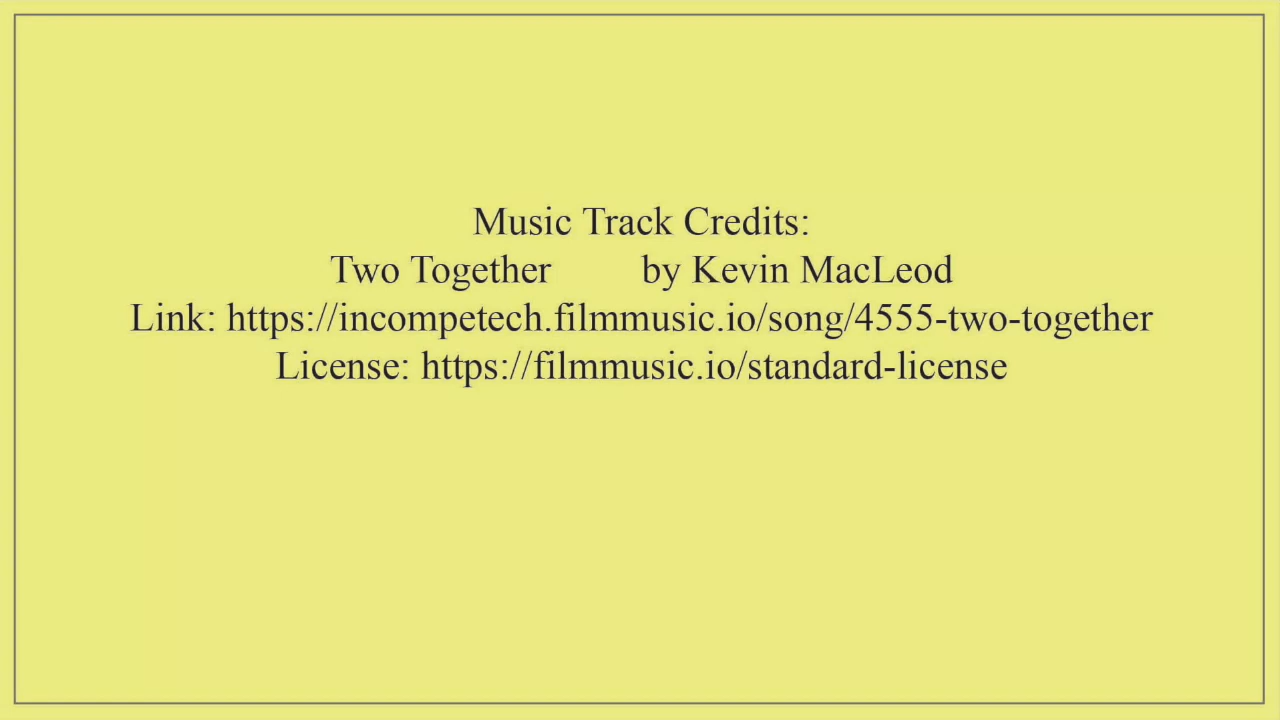 Music Track Credits:
Two Together by Kevin MacLeod
Link: https://incompetech.filmmusic.io/song/4555-two-together
License: https://filmmusic.io/standard-license